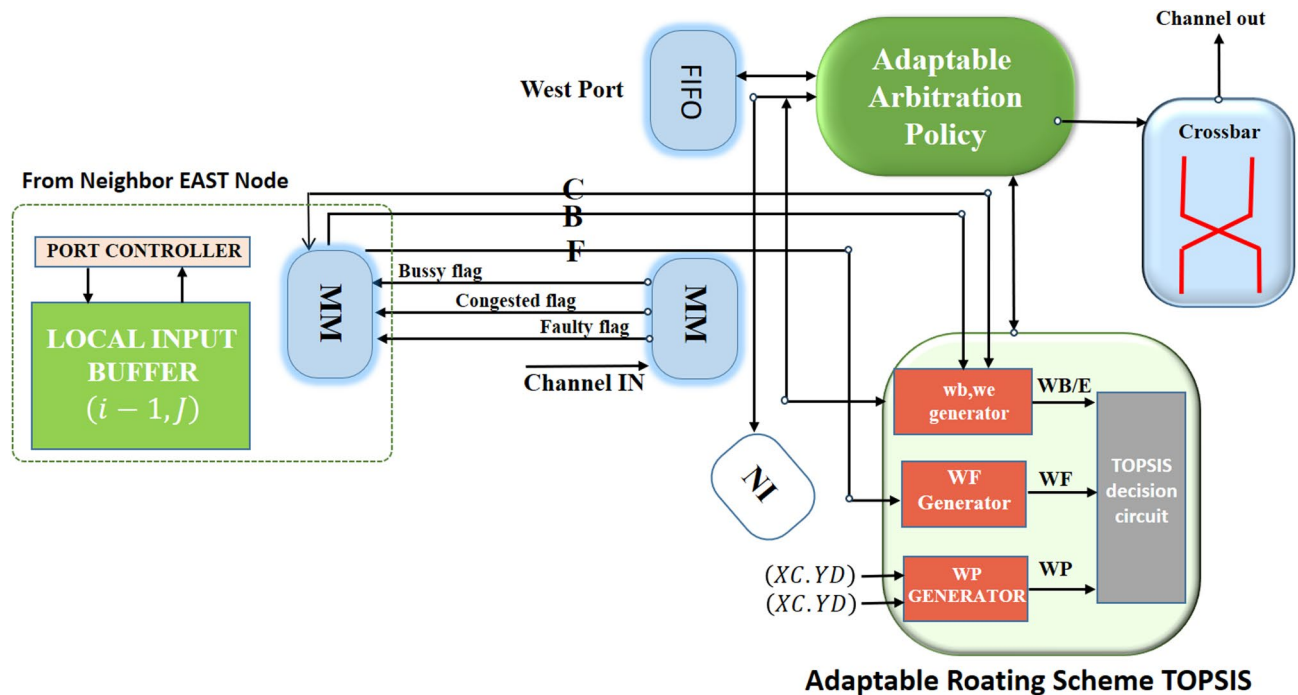 Channel out
Adaptable
Arbitration
Policy
FIFO
West Port
Crossbar
From Neighbor EAST Node
C
B
F
PORT CONTROLLER
LOCAL INPUT
BUFFER
(i − 1, J)
MM
Bussy flag
Congested flag
Faulty flag
Channel IN
MM
NI
wb,we
generator
WB/E
WF
Generator
WF
TOPSIS
decision
circuit
(XC.YD)
(XC.YD)
WP
GENERATOR
WP
Adaptable Roating Scheme TOPSIS